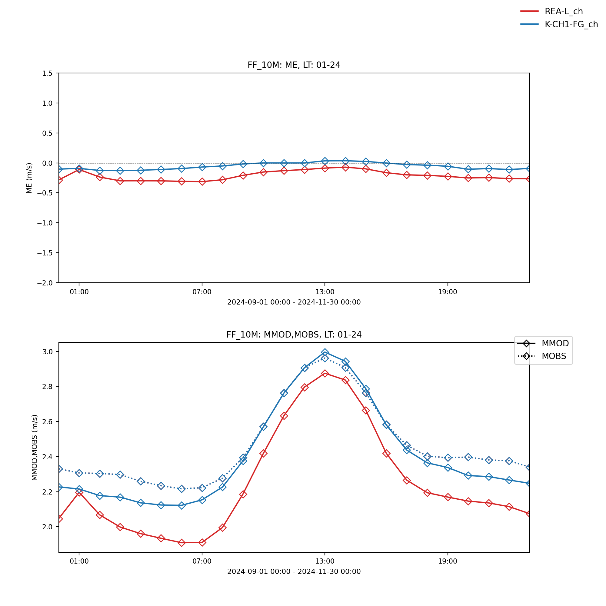 REA-L_ch
K-CH1-FG_ch
FF_10M: ME, LT: 01-24
1.5
1.0
0.5
0.0
−0.5
−1.0
−1.5
−2.0
ME (m/s)
01:00 07:00 13:00 19:00
2024-09-01 00:00 - 2024-11-30 00:00
FF_10M: MMOD,MOBS, LT: 01-24
MMOD
MOBS
3.0
2.8
2.6
2.4
2.2
2.0
MMOD,MOBS (m/s)
01:00 07:00 13:00 19:00
2024-09-01 00:00 - 2024-11-30 00:00